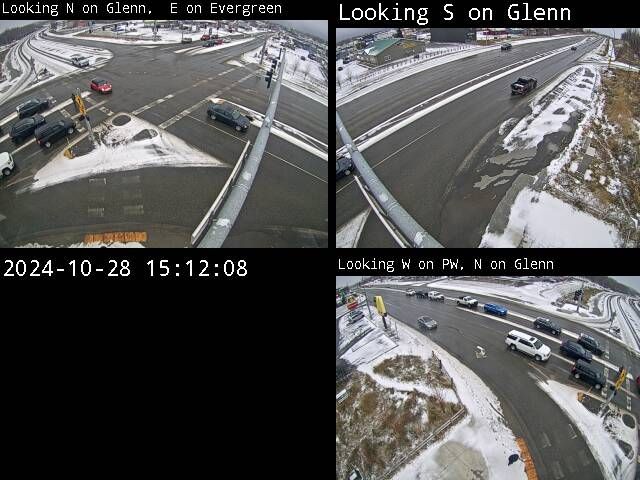 Looking N on Glenn,  E on Evergreen
Looking S on Glenn
2024-10-28 15:12:08
Looking W on PW, N on Glenn